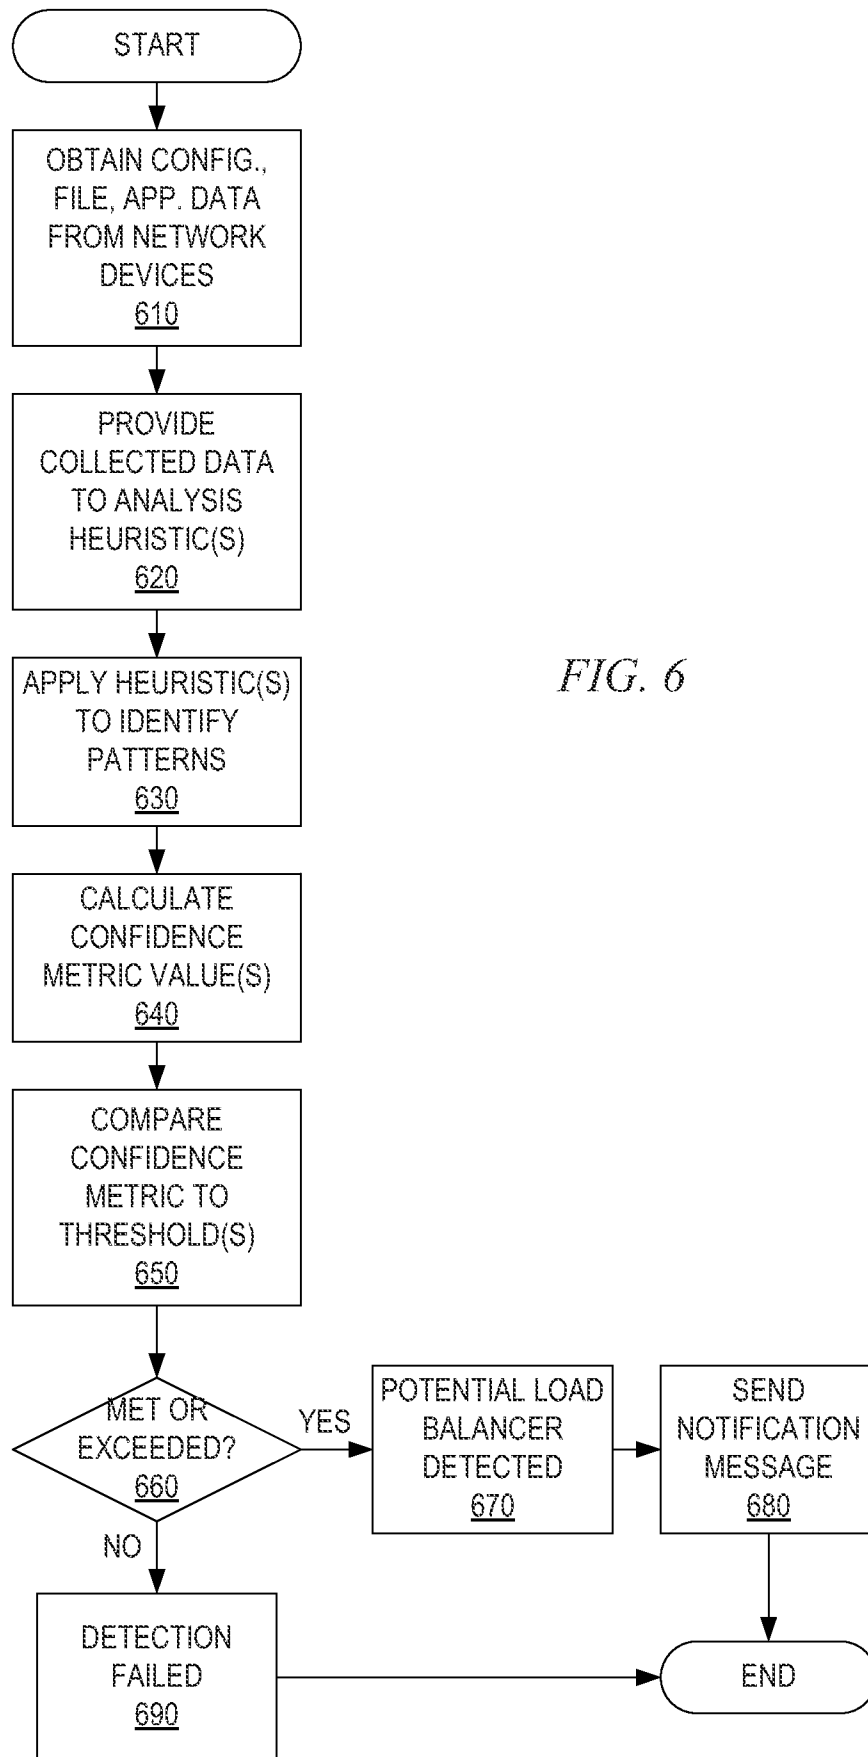 START
OBTAIN CONFIG.,
FILE, APP. DATA
FROM NETWORK
DEVICES
610
PROVIDE
COLLECTED DATA
TO ANALYSIS
HEURISTIC(S)
620
APPLY HEURISTIC(S)
TO IDENTIFY
PATTERNS
630
FIG. 6
CALCULATE
CONFIDENCE
METRIC VALUE(S)
640
COMPARE
CONFIDENCE
METRIC TO
THRESHOLD(S)
650
MET OR
EXCEEDED?
660
YES
POTENTIAL LOAD
BALANCER
DETECTED
670
SEND
NOTIFICATION
MESSAGE
680
NO
DETECTION
FAILED
690
END